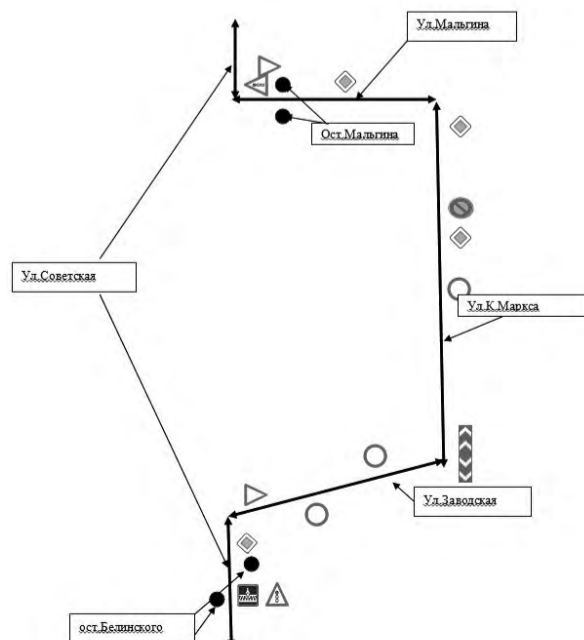 Ул.Мальгина
Ост.Мальгина
Ул.Советская
Ул.К.Маркса
Ул.Заводская
ост.Белинского